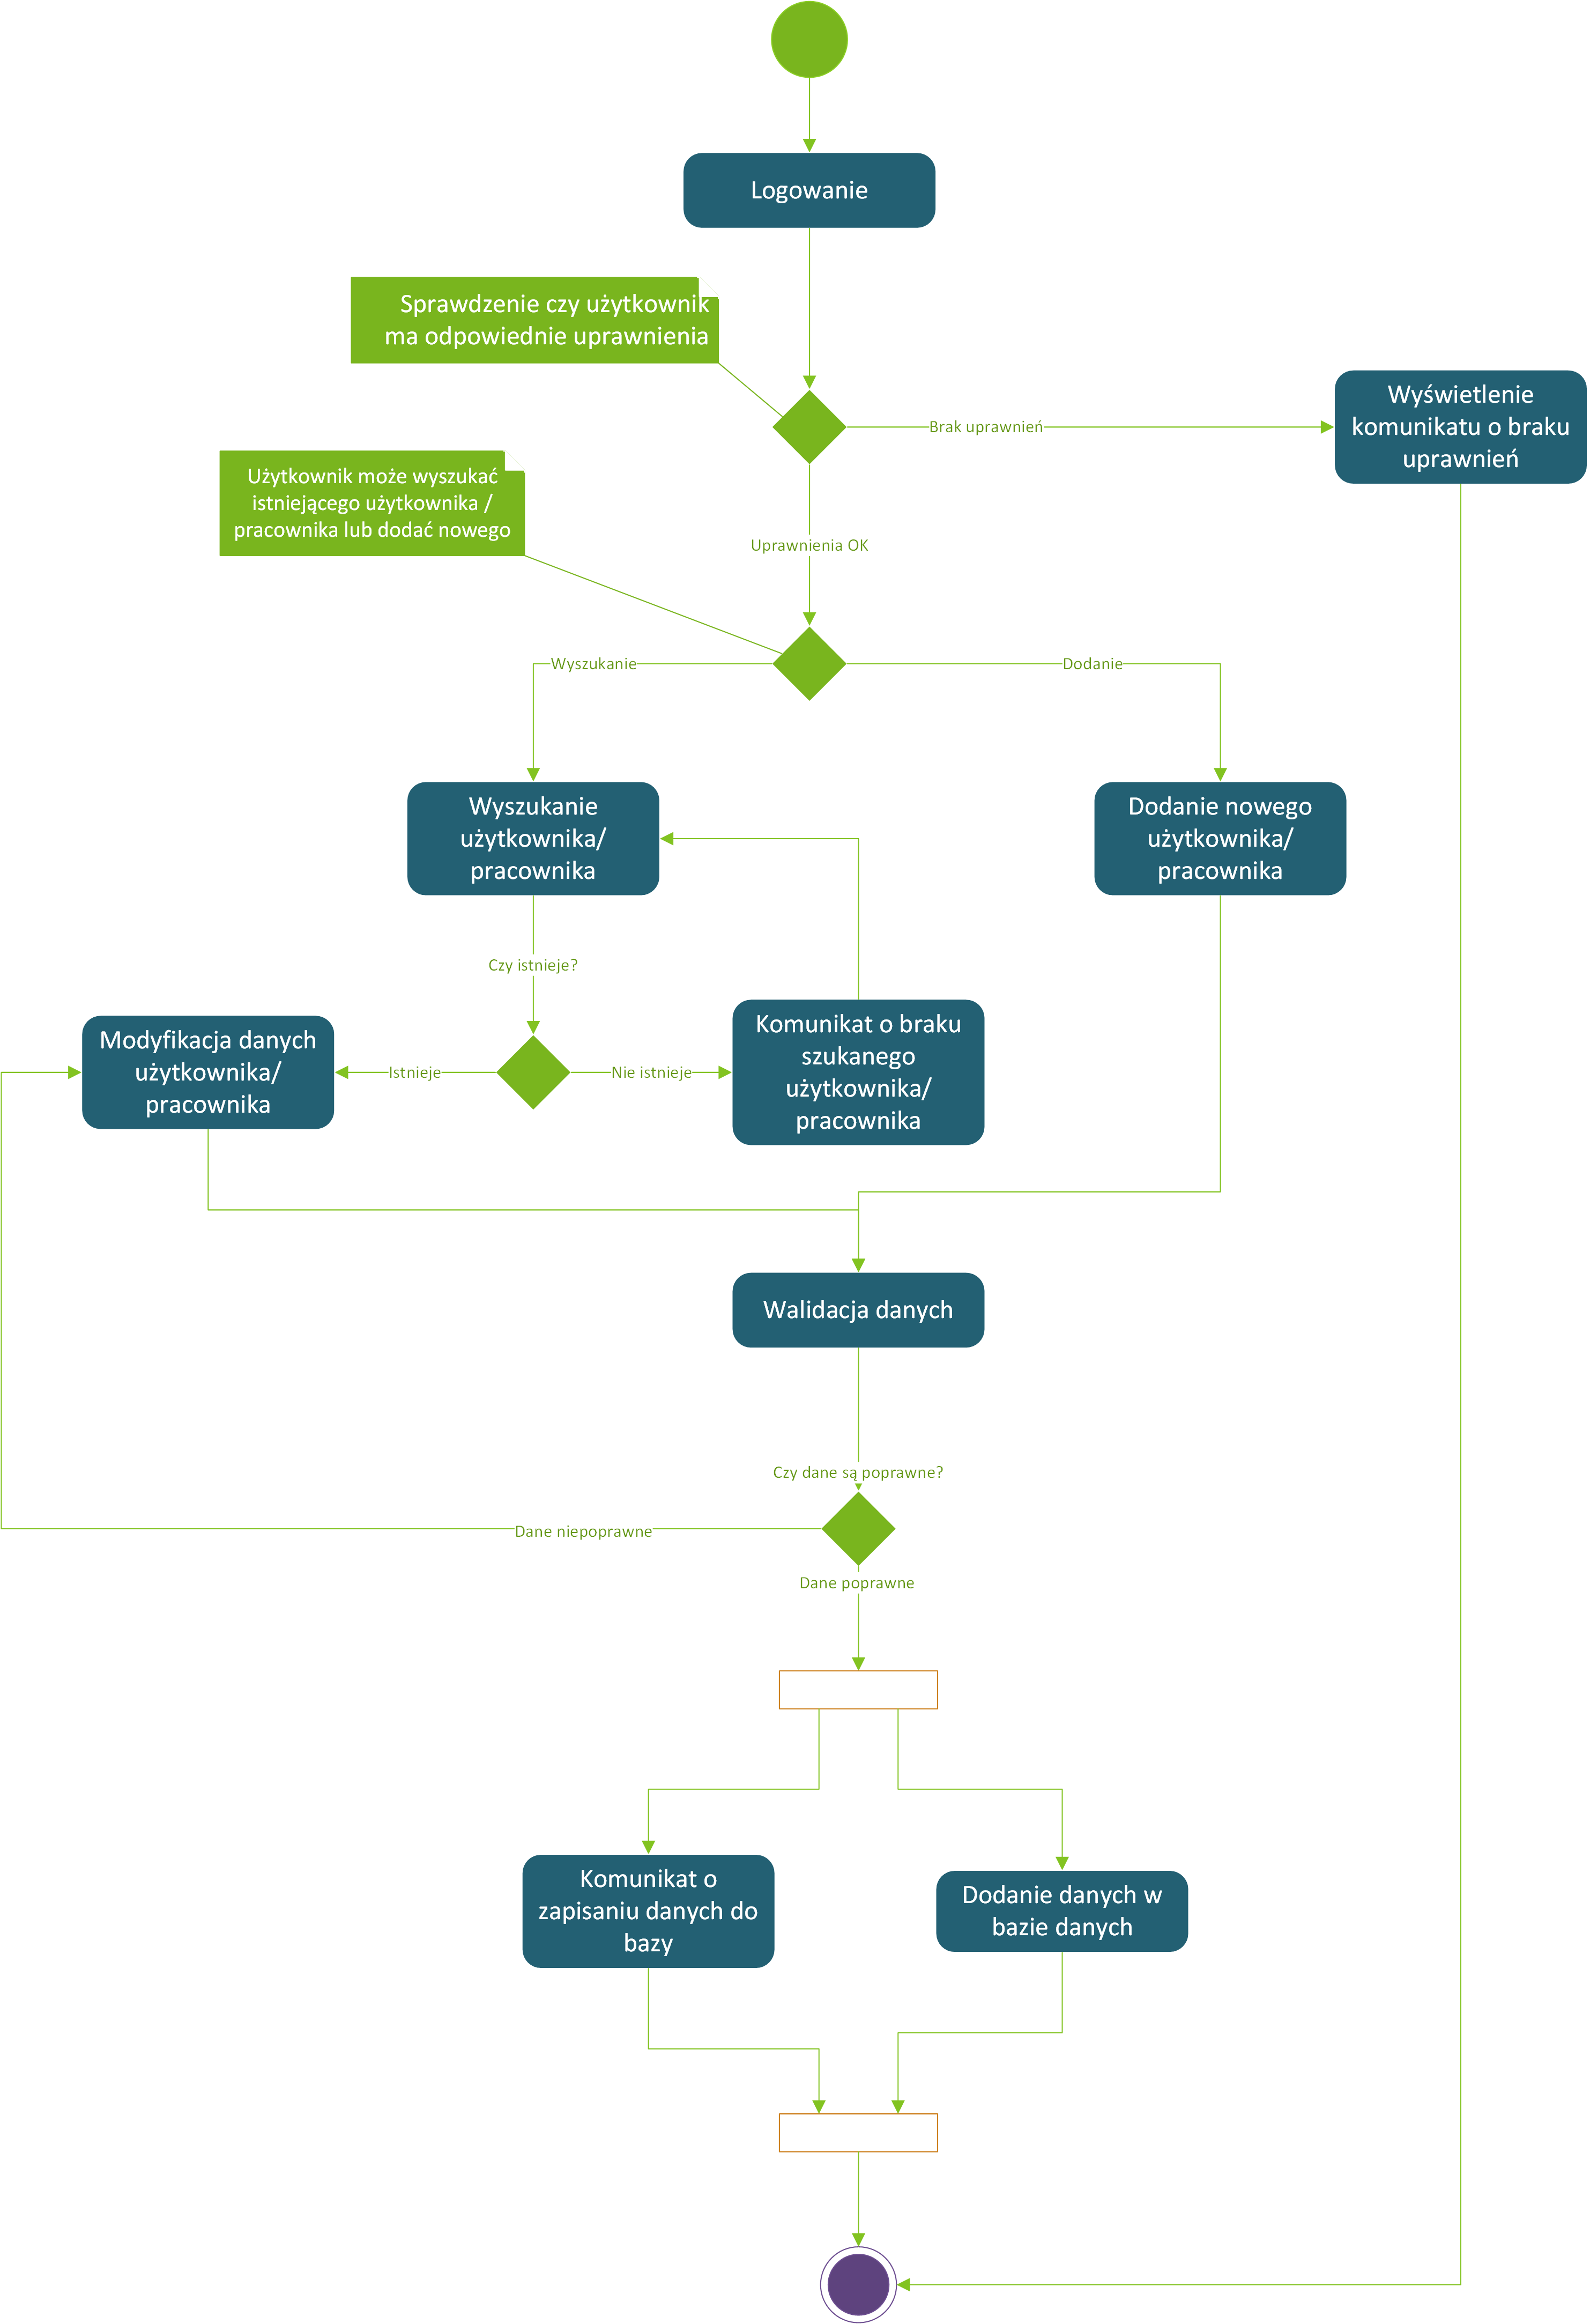 Logowanie
Sprawdzenie czy użytkownik
ma odpowiednie uprawnienia
Wyświetlenie
komunikatu o braku
uprawnień
Brak uprawnień
Użytkownik może wyszukać
istniejącego użytkownika /
pracownika lub dodać nowego
Uprawnienia OK
Wyszukanie
Dodanie
Wyszukanie
użytkownika/
pracownika
Dodanie nowego
użytkownika/
pracownika
Czy istnieje?
Modyfikacja danych
użytkownika/
pracownika
Istnieje
Nie istnieje
Komunikat o braku
szukanego
użytkownika/
pracownika
Walidacja danych
Czy dane są poprawne?
Dane niepoprawne
Dane poprawne
Komunikat o
zapisaniu danych do
bazy
Dodanie danych w
bazie danych